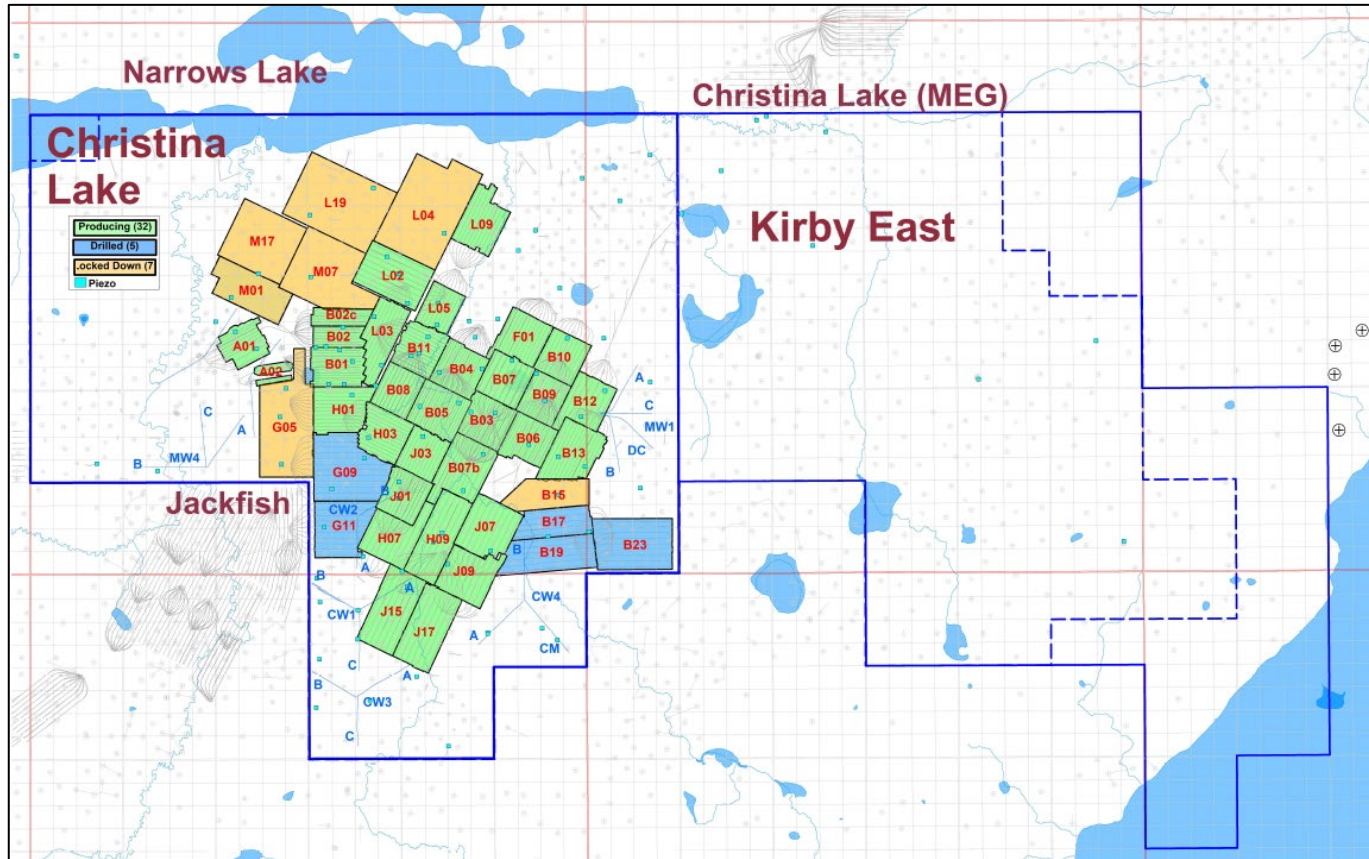 Narrows Lake
Christina Lake (MEG)
Christina
Lake
Kirby East
Jackfish
Producing (32)
Drilled (5)
.ocked Down (7
Piezo
L19
L04
L09
M17
M07
L02
M01
L05
B02c
B02
L03
A01
B11
F01
B10
B01
B04
A02
B07
B08
B09
B12
A
H01
B05
B03
C
C
G05
A
H03
B06
MW1
J03
B13
DC
B
MW4
G09
B07b
B
B
J01
B15
CW2
G11
J07
B17
H07
H09
B
B19
B23
A
B
J09
A
CW4
CW1
J15
A
J17
CM
C
B
A
CW3
C